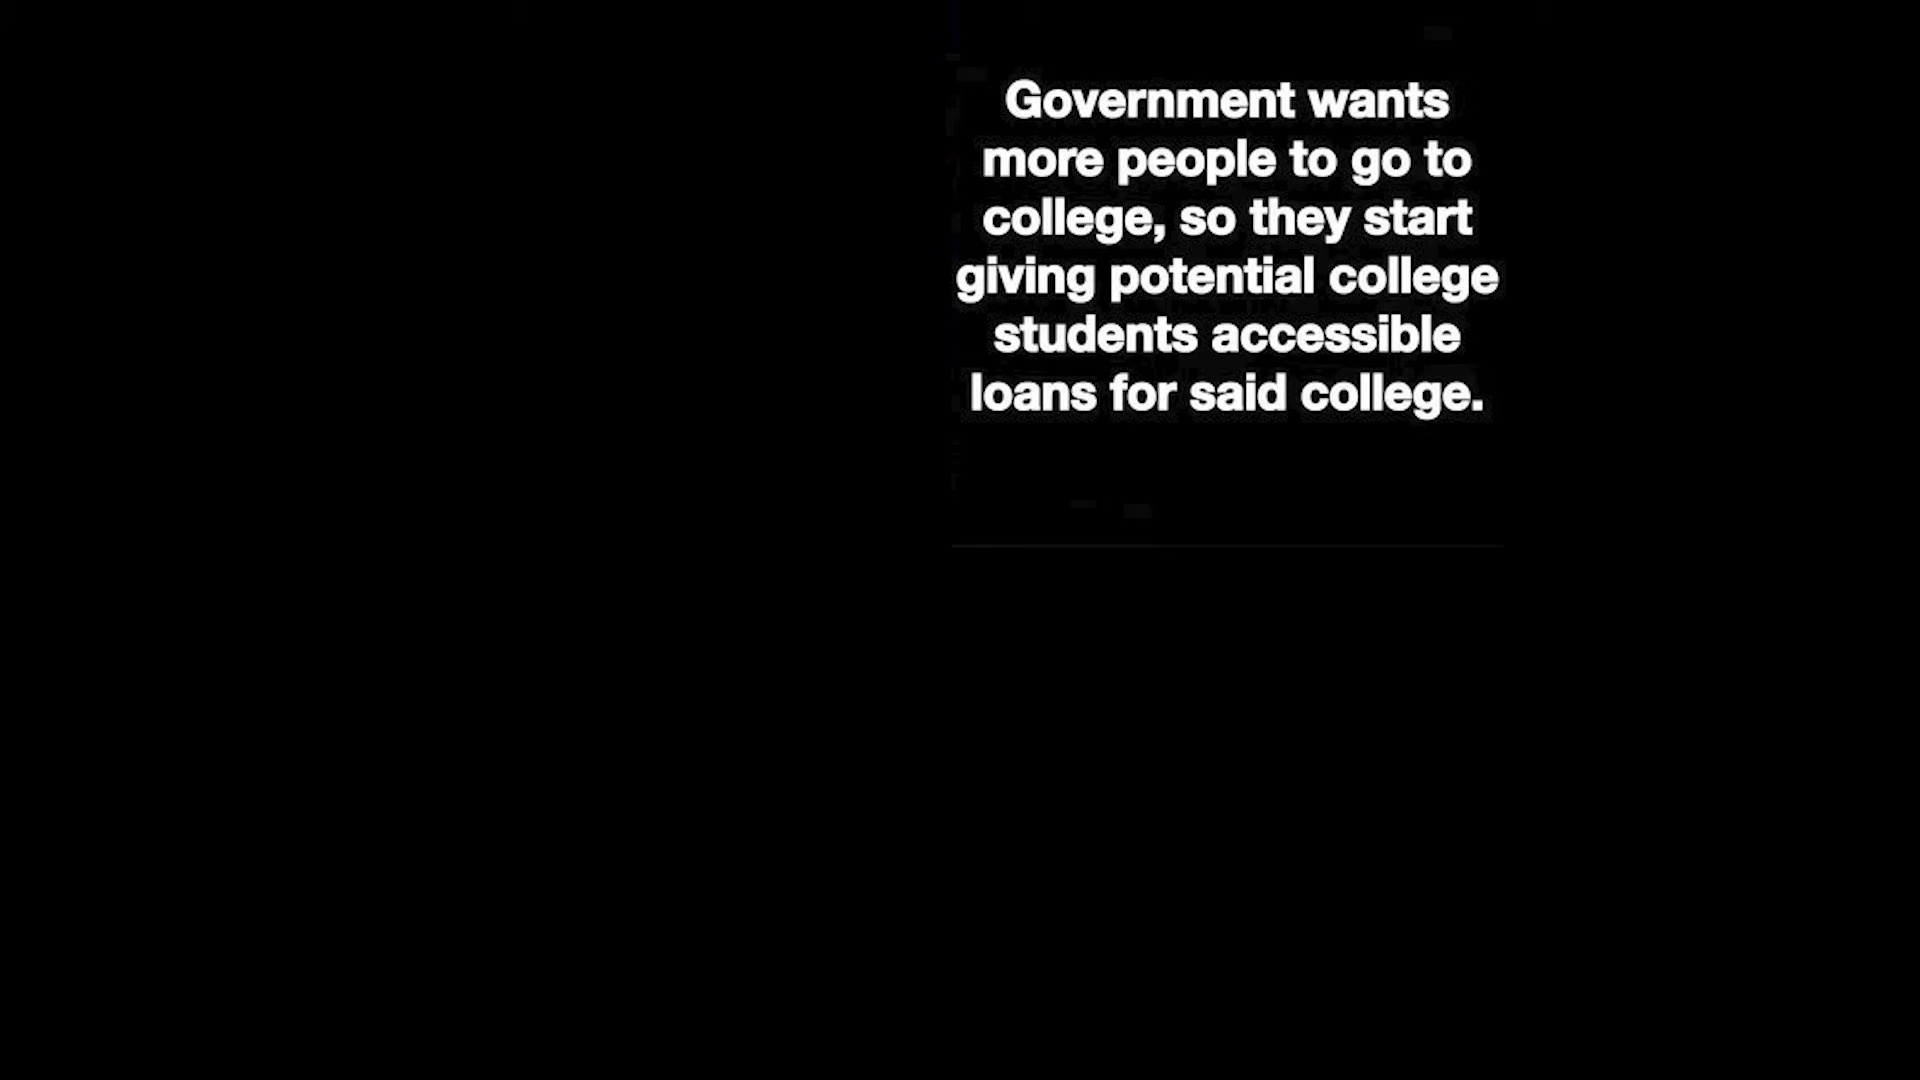 Government wants
more people to go to
college, so they start
giving potential college
students accessible
loans for said college.